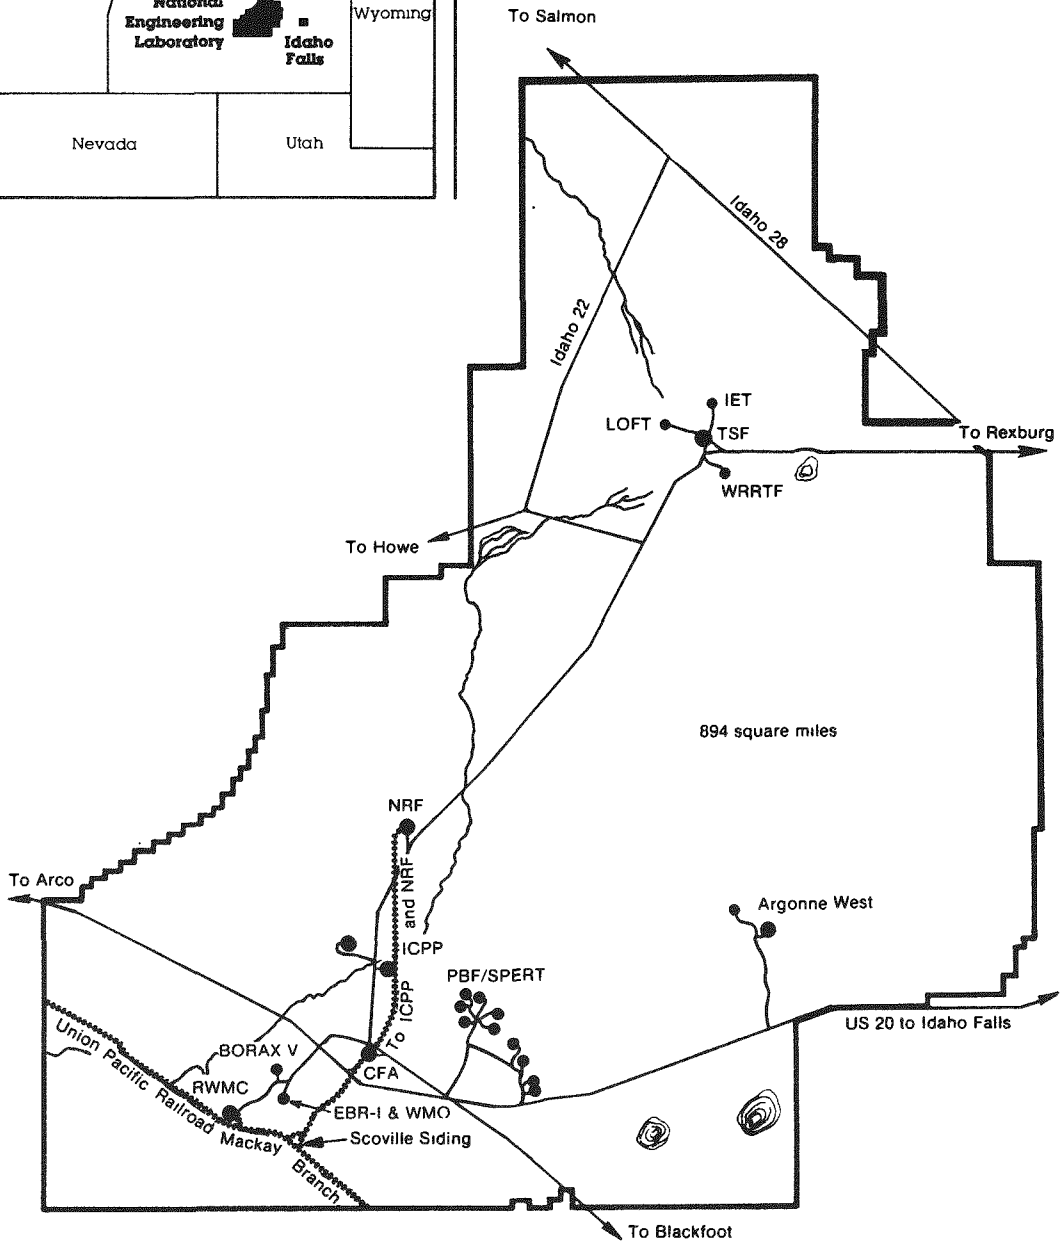 National
Engineering
Laboratory
Idaho
Falls
Wyoming
Nevada
Utah
To Salmon
Idaho 28
Idaho 22
IET
LOFT
TSF
To Rexburg
WRRTF
To Howe
894 square miles
NRF
To Arco
Argonne West
ICPP
To ICPP and NRF
PBF/SPERT
US 20 to Idaho Falls
BORAX V
CFA
RWMC
EBR-I & WMO
Scoville Siding
Union Pacific Railroad Mackay Branch
To Blackfoot